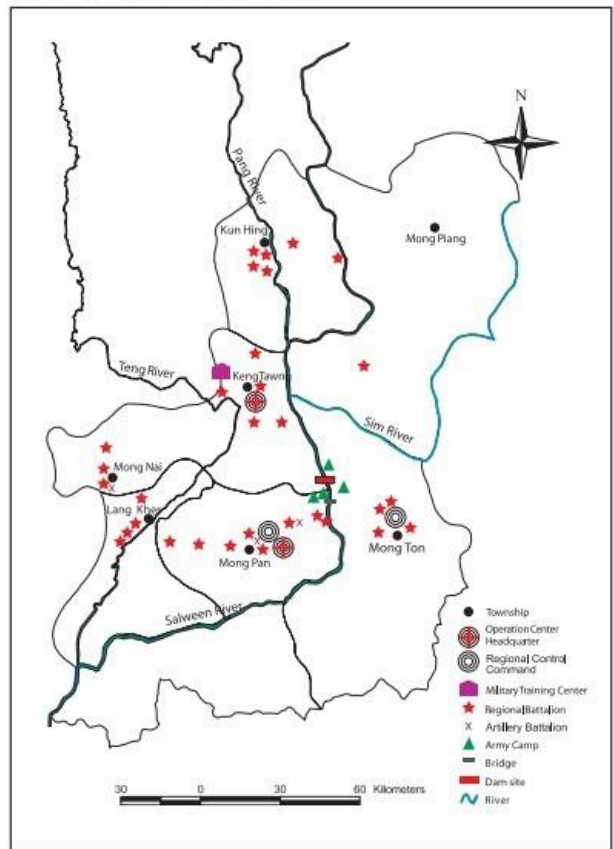 N
Pang River
Kun Hing
Mong Piang
Teng River
KengTawng
Sim River
Mong Nai
Lang Kher
Mong Ton
Mong Pan
Salween River
Township
Operation Center
Headquarter
Regional Control
Command
Military Training Center
Regional Battalion
Artillery Battalion
Army Camp
Bridge
Dam site
River
30 0 30 60 Kilometers